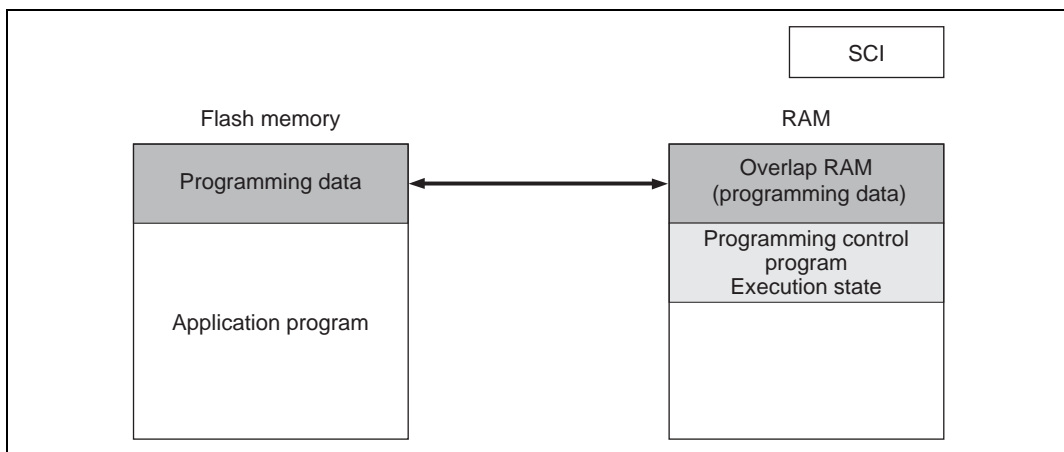 SCI
Flash memory
RAM
Programming data
Overlap RAM
(programming data)
Programming control
program
Execution state
Application program